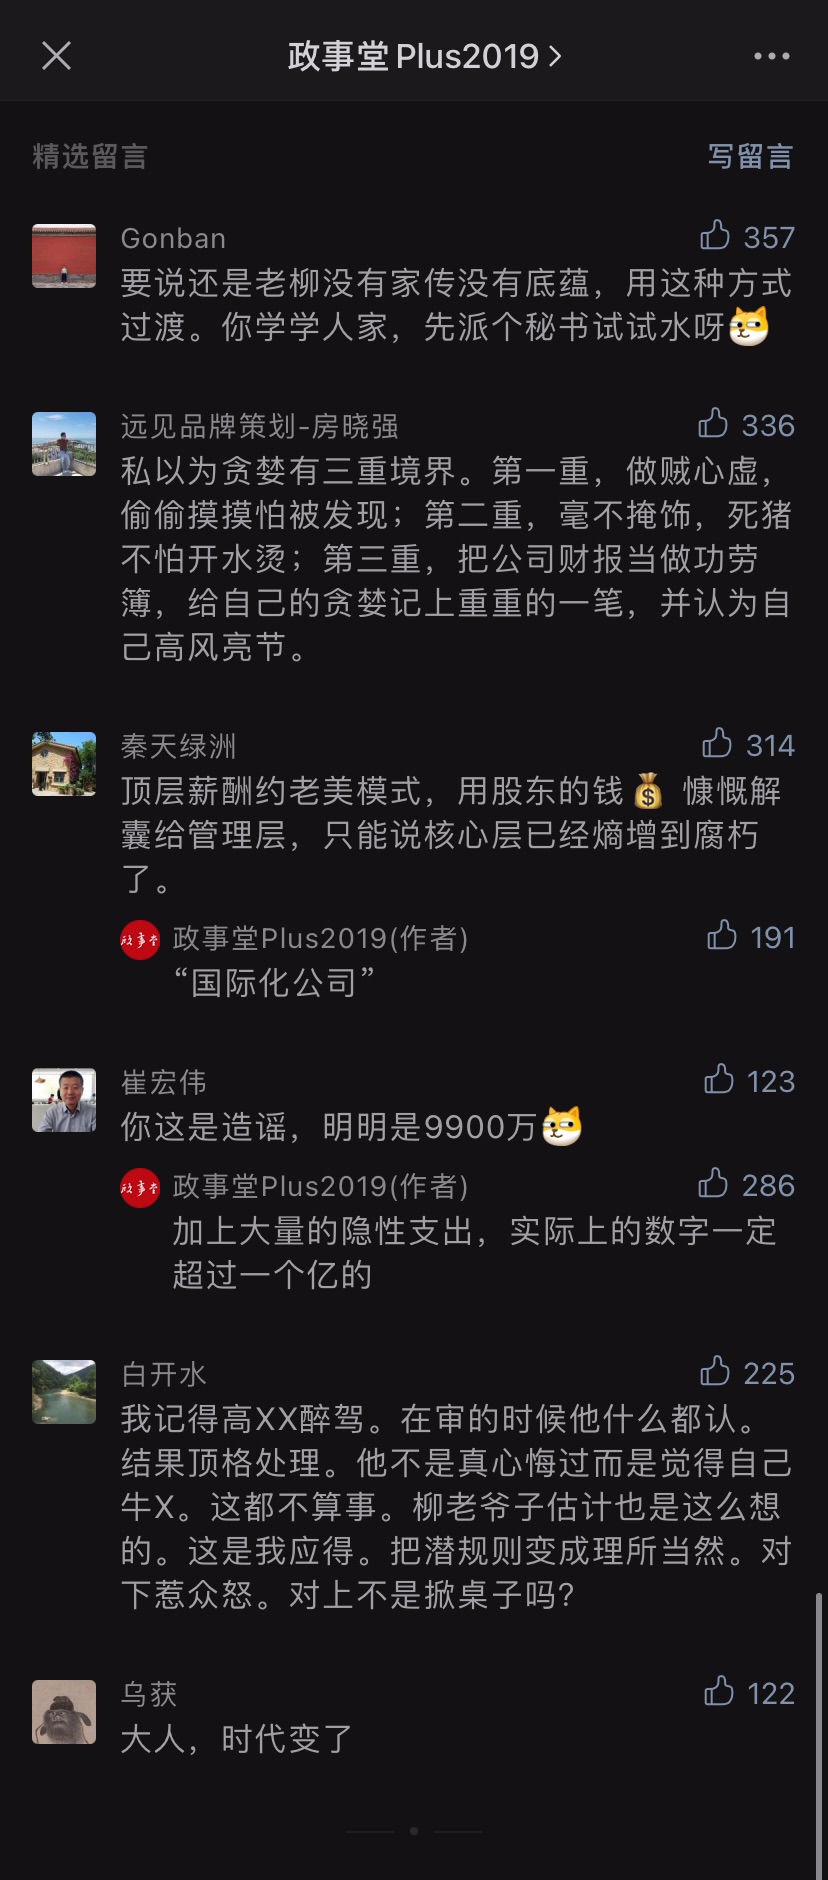 政事堂Plus2019
精选留言 写留言
Gonban 357
要说还是老柳没有家传没有底蕴，用这种方式
过渡。你学学人家，先派个秘书试试水呀
远见品牌策划-房晓强 336
私以为贪婪有三重境界。第一重，做贼心虚，
偷偷摸摸怕被发现；第二重，毫不掩饰，死猪
不怕开水烫；第三重，把公司财报当做功劳
簿，给自己的贪婪记上重重的一笔，并认为自
己高风亮节。
秦天绿洲 314
顶层薪酬约老美模式，用股东的钱💰 慷慨解
囊给管理层，只能说核心层已经熵增到腐朽
了。
政事堂Plus2019(作者) 191
“国际化公司”
崔宏伟 123
你这是造谣，明明是9900万
政事堂Plus2019(作者) 286
加上大量的隐性支出，实际上的数字一定
超过一个亿的
白开水 225
我记得高XX醉驾。在审的时候他什么都认。
结果顶格处理。他不是真心悔过而是觉得自己
牛X。这都不算事。柳老爷子估计也是这么想
的。这是我应得。把潜规则变成理所当然。对
下惹众怒。对上不是掀桌子吗?
乌获 122
大人，时代变了